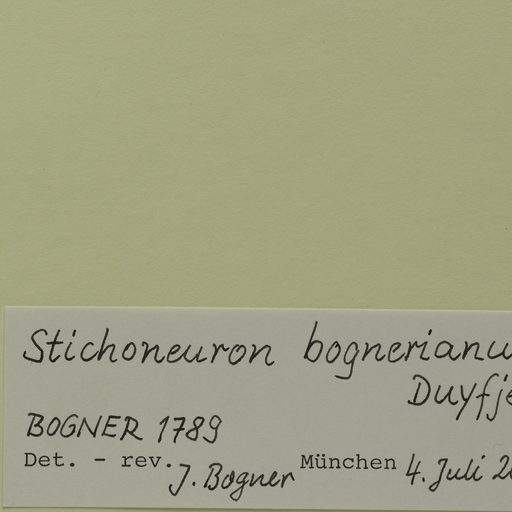 Stichoneuron bognerianu
Duyfje
BOGNER 1789
Det. - rev. J. Bogner München 4. Juli 2